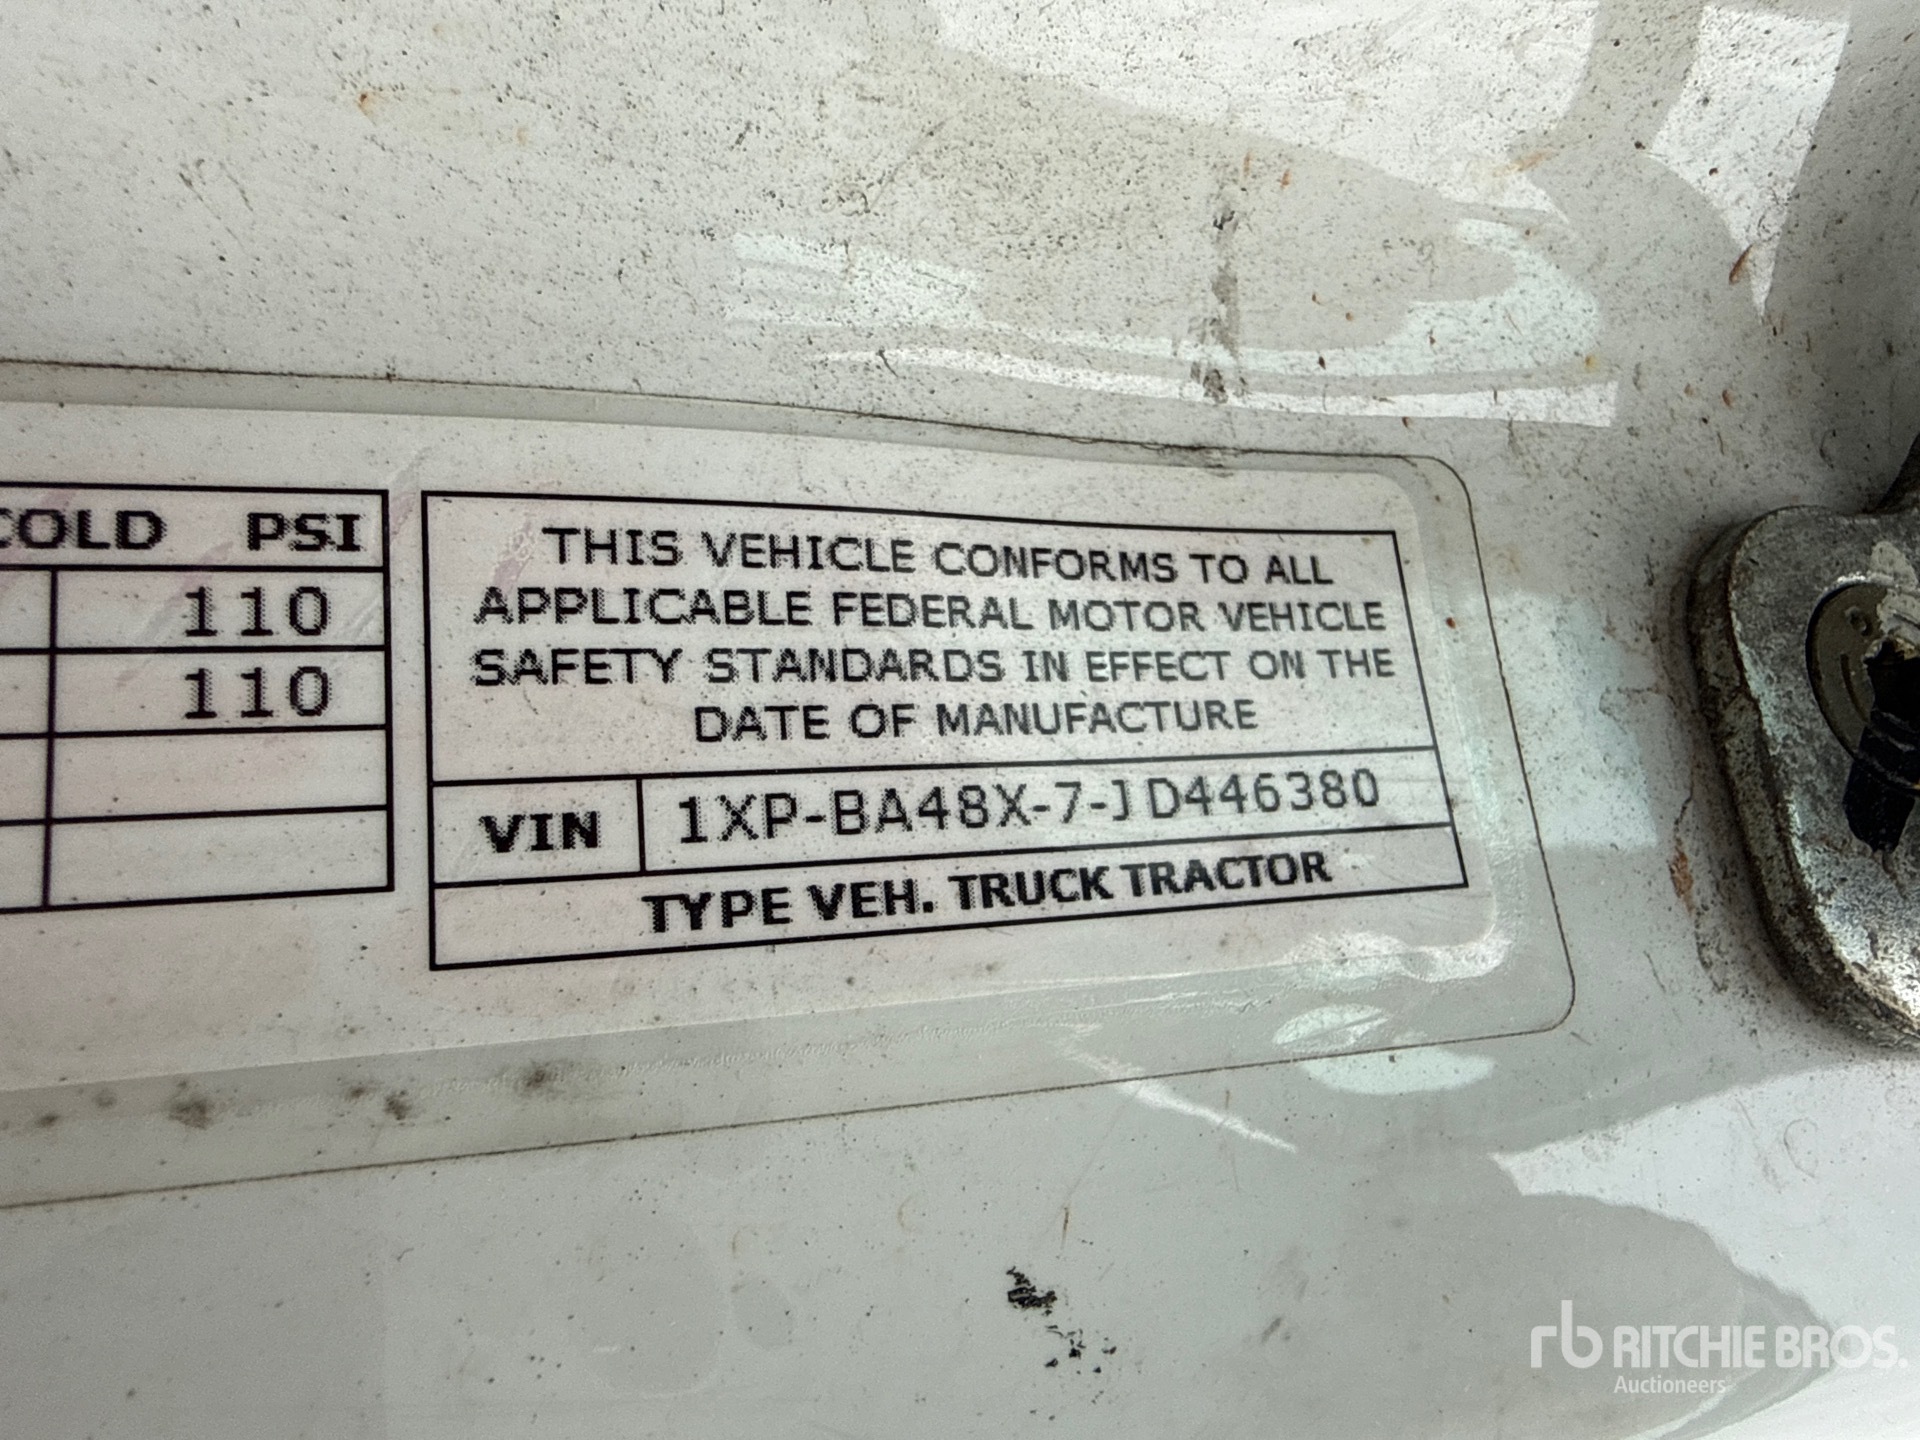 COLD PSI
110
110
THIS VEHICLE CONFORMS TO ALL
APPLICABLE FEDERAL MOTOR VEHICLE
SAFETY STANDARDS IN EFFECT ON THE
DATE OF MANUFACTURE
VIN 1XP-BA48X-7-JD446380
TYPE VEH. TRUCK TRACTOR
rb RITCHIE BROS.
Auctioneers